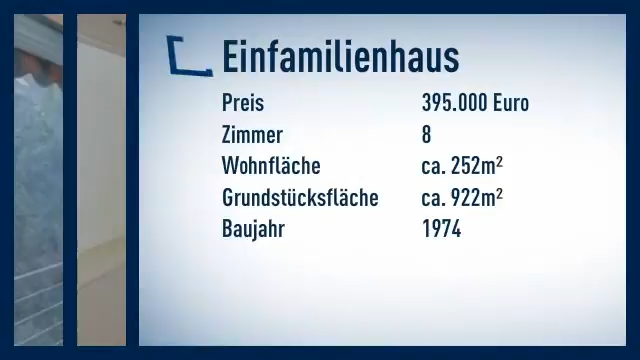 Einfamilienhaus
Preis 395.000 Euro
Zimmer 8
Wohnfläche ca. 252m²
Grundstücksfläche ca. 922m²
Baujahr 1974